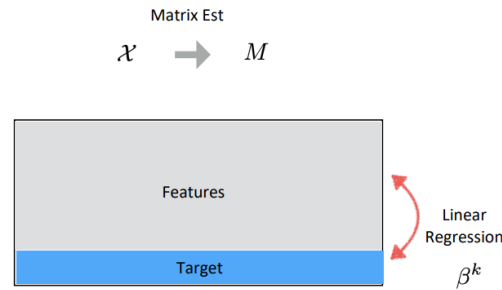 Matrix Est
𝒳 → M
Features
Linear
Regression
Target
β^k